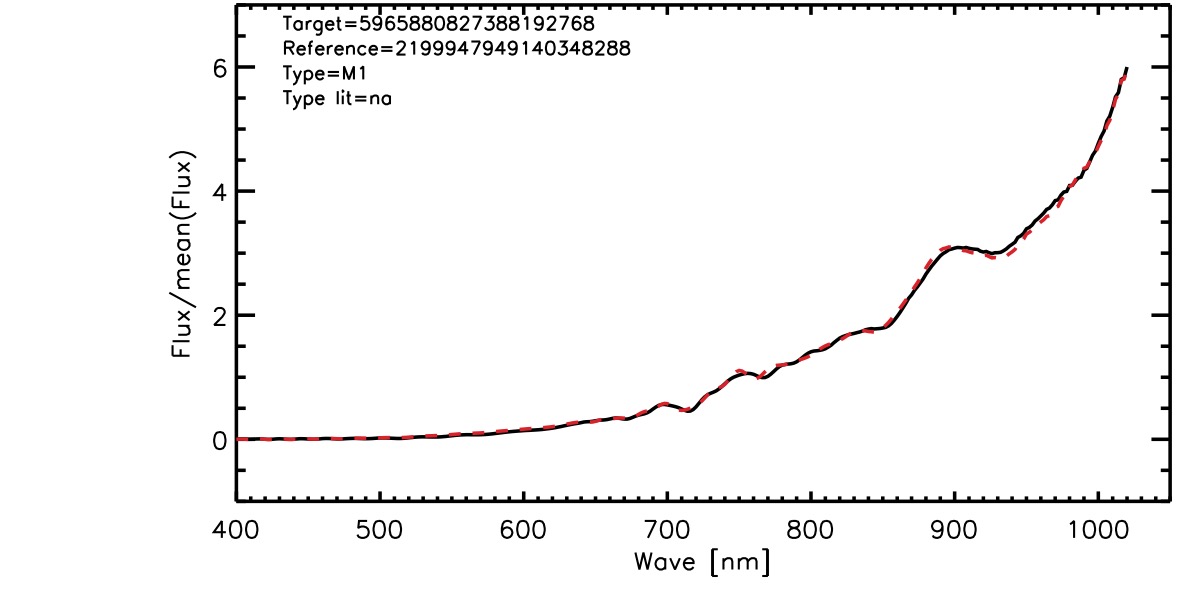 Target=5965880827388192768
Reference=2199947949140348288
Type=M1
Type lit=na
6
4
2
0
Flux/mean(Flux)
400 500 600 700 800 900 1000
Wave [nm]